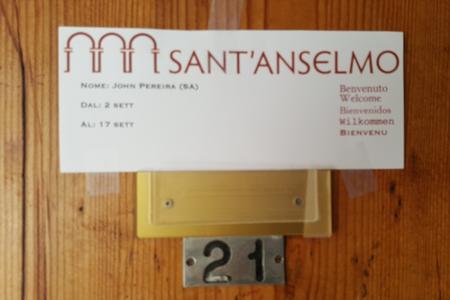 SANT'ANSELMO
NOME: JOHN PEREIRA (SA)
DAL: 2 SETT
AL: 17 SETT
Benvenuto
Welcome
Bienvenidos
Wilkommen
BIENVENU
21